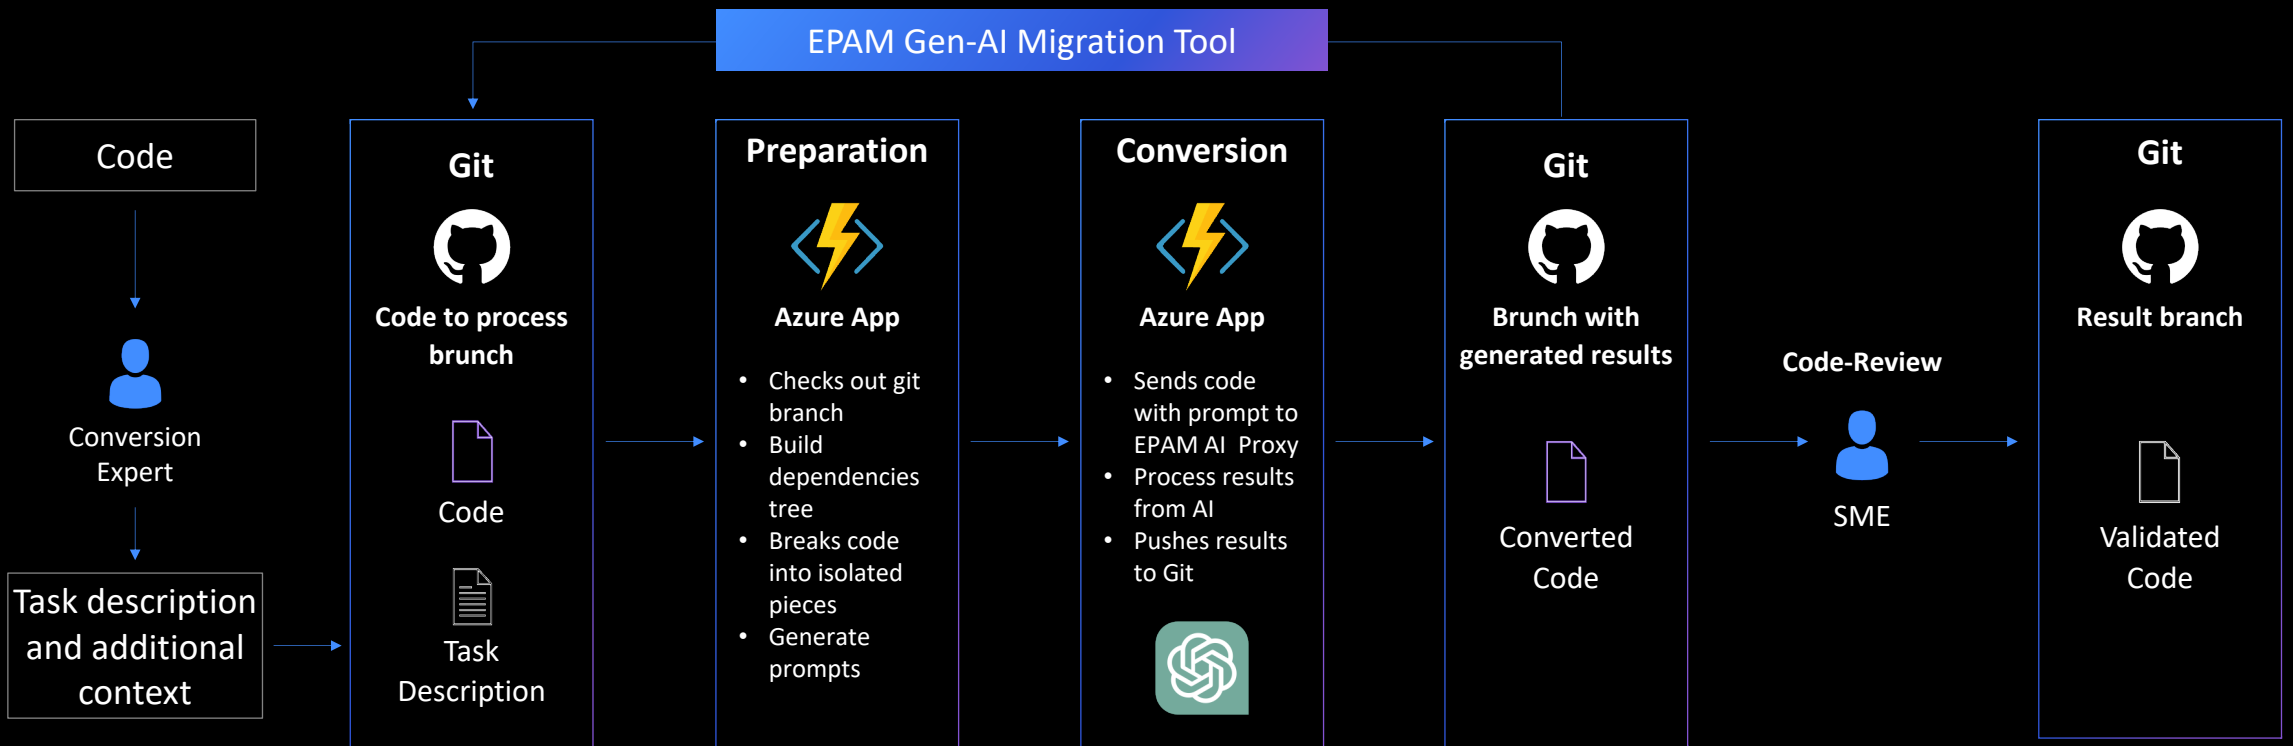 EPAM Gen-AI Migration Tool
Code
Conversion
Expert
Task description
and additional
context
Git
Code to process
brunch
Code
Task
Description
Preparation
Azure App
• Checks out git
branch
• Build
dependencies
tree
• Breaks code
into isolated
pieces
• Generate
prompts
Conversion
Azure App
• Sends code
with prompt to
EPAM AI Proxy
• Process results
from AI
• Pushes results
to Git
Git
Brunch with
generated results
Converted
Code
Code-Review
SME
Git
Result branch
Validated
Code